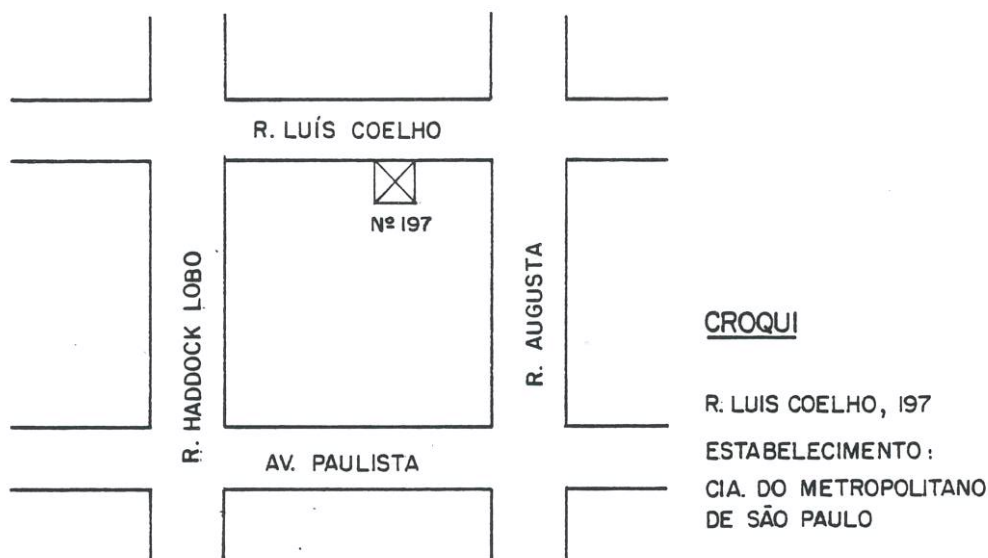 R. LUÍS COELHO
Nº 197
R. HADDOCK LOBO
R. AUGUSTA
AV. PAULISTA
CROQUI
R. LUIS COELHO, 197
ESTABELECIMENTO:
CIA. DO METROPOLITANO
DE SÃO PAULO